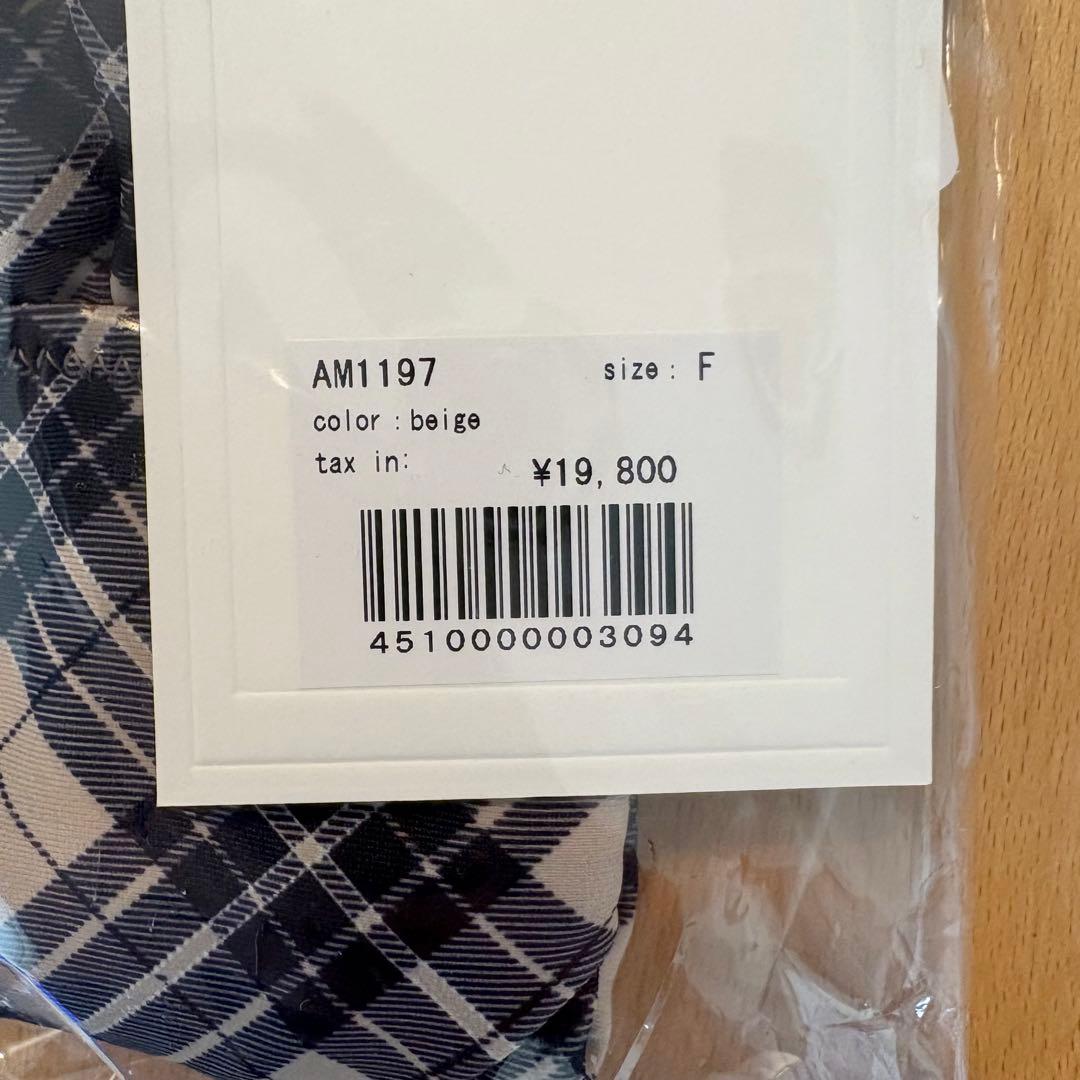 AM1197 size: F
color:beige
tax in: ¥19,800
4510000003094